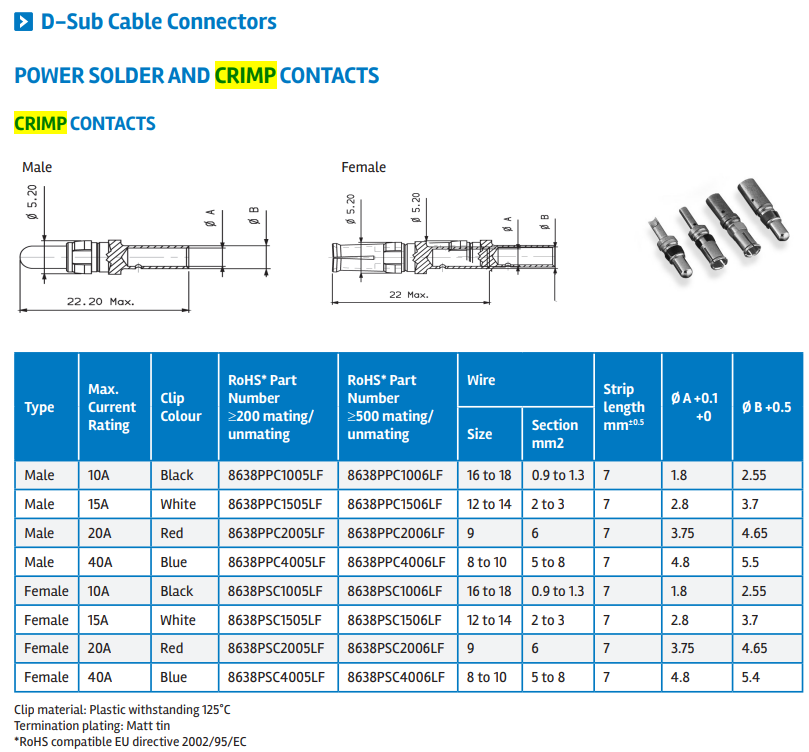 D-Sub Cable Connectors
POWER SOLDER AND CRIMP CONTACTS
CRIMP CONTACTS
Male
Female
Ø 5.20
Ø A
Ø B
22.20 Max.
Ø 5.20
Ø 5.20
Ø A
Ø B
22 Max.
Type Max. Current Rating Clip Colour RoHS* Part Number ≥200 mating/ unmating RoHS* Part Number ≥500 mating/ unmating Wire Size Section mm2 Strip length mm±0.5 Ø A +0.1 +0 Ø B +0.5
Male 10A Black 8638PPC1005LF 8638PPC1006LF 16 to 18 0.9 to 1.3 7 1.8 2.55
Male 15A White 8638PPC1505LF 8638PPC1506LF 12 to 14 2 to 3 7 2.8 3.7
Male 20A Red 8638PPC2005LF 8638PPC2006LF 9 6 7 3.75 4.65
Male 40A Blue 8638PPC4005LF 8638PPC4006LF 8 to 10 5 to 8 7 4.8 5.5
Female 10A Black 8638PSC1005LF 8638PSC1006LF 16 to 18 0.9 to 1.3 7 1.8 2.55
Female 15A White 8638PSC1505LF 8638PSC1506LF 12 to 14 2 to 3 7 2.8 3.7
Female 20A Red 8638PSC2005LF 8638PSC2006LF 9 6 7 3.75 4.65
Female 40A Blue 8638PSC4005LF 8638PSC4006LF 8 to 10 5 to 8 7 4.8 5.4
Clip material: Plastic withstanding 125°C
Termination plating: Matt tin
*RoHS compatible EU directive 2002/95/EC